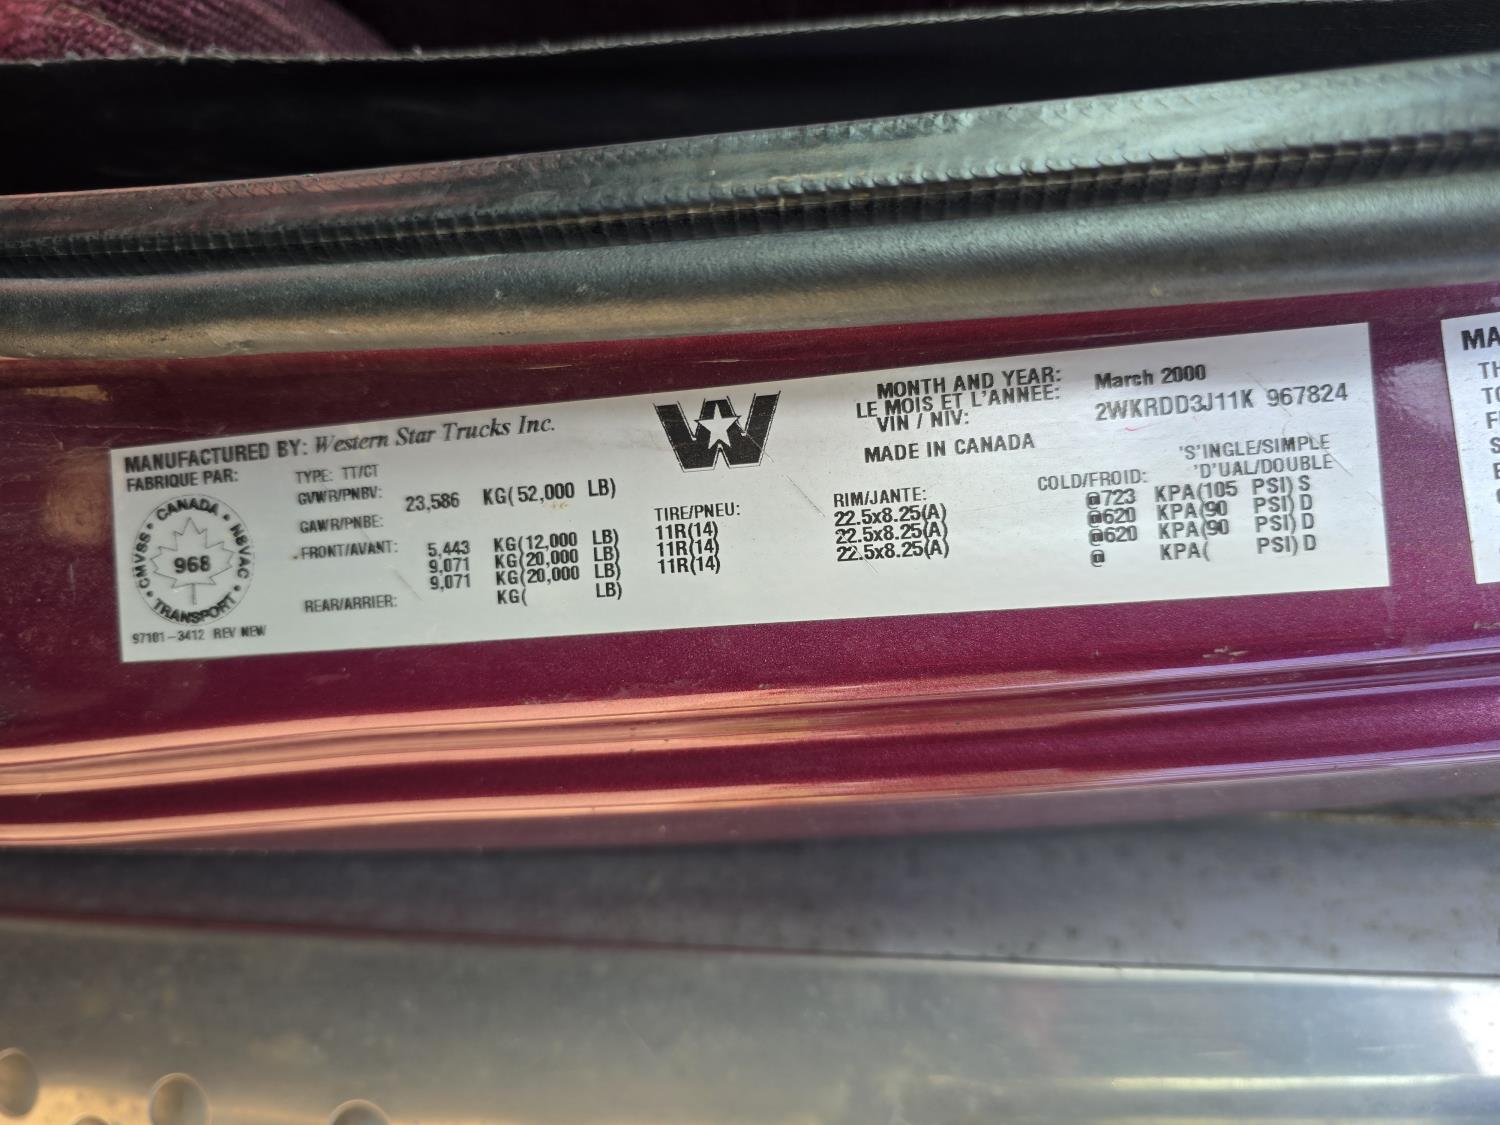 MANUFACTURED BY: Western Star Trucks Inc.
FABRIQUE PAR:
TYPE: TT/CT
GVWR/PNBV: 23,586 KG(52,000 LB)
GAWR/PNBE:
FRONT/AVANT: 5,443 KG(12,000 LB)
9,071 KG(20,000 LB)
9,071 KG(20,000 LB)
REAR/ARRIER: KG( LB)
CANADA • NSVAC • TRANSPORT • CMVSS •
968
97101-3412 REV NEW
W
TIRE/PNEU:
11R(14)
11R(14)
11R(14)
MONTH AND YEAR: March 2000
LE MOIS ET L'ANNEE:
VIN / NIV: 2WKRDD3J11K 967824
MADE IN CANADA
RIM/JANTE:
22.5x8.25(A)
22.5x8.25(A)
22.5x8.25(A)
'S'INGLE/SIMPLE
COLD/FROID: 'D'UAL/DOUBLE
@723 KPA(105 PSI) S
@620 KPA(90 PSI) D
@620 KPA(90 PSI) D
@ KPA( PSI) D
MA
TH